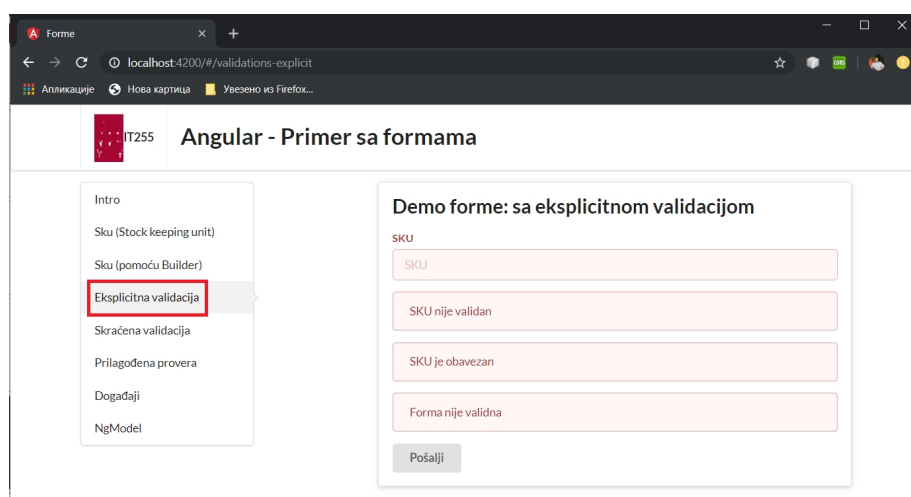 Forme
localhost:4200/#/validations-explicit
CORS
Апликације
Нова картица
Увезено из Firefox...
IT255
Angular - Primer sa formama
Intro
Sku (Stock keeping unit)
Sku (pomoću Builder)
Eksplicitna validacija
Skraćena validacija
Prilagođena provera
Događaji
NgModel
Demo forme: sa eksplicitnom validacijom
SKU
SKU
SKU nije validan
SKU je obavezan
Forma nije validna
Pošalji